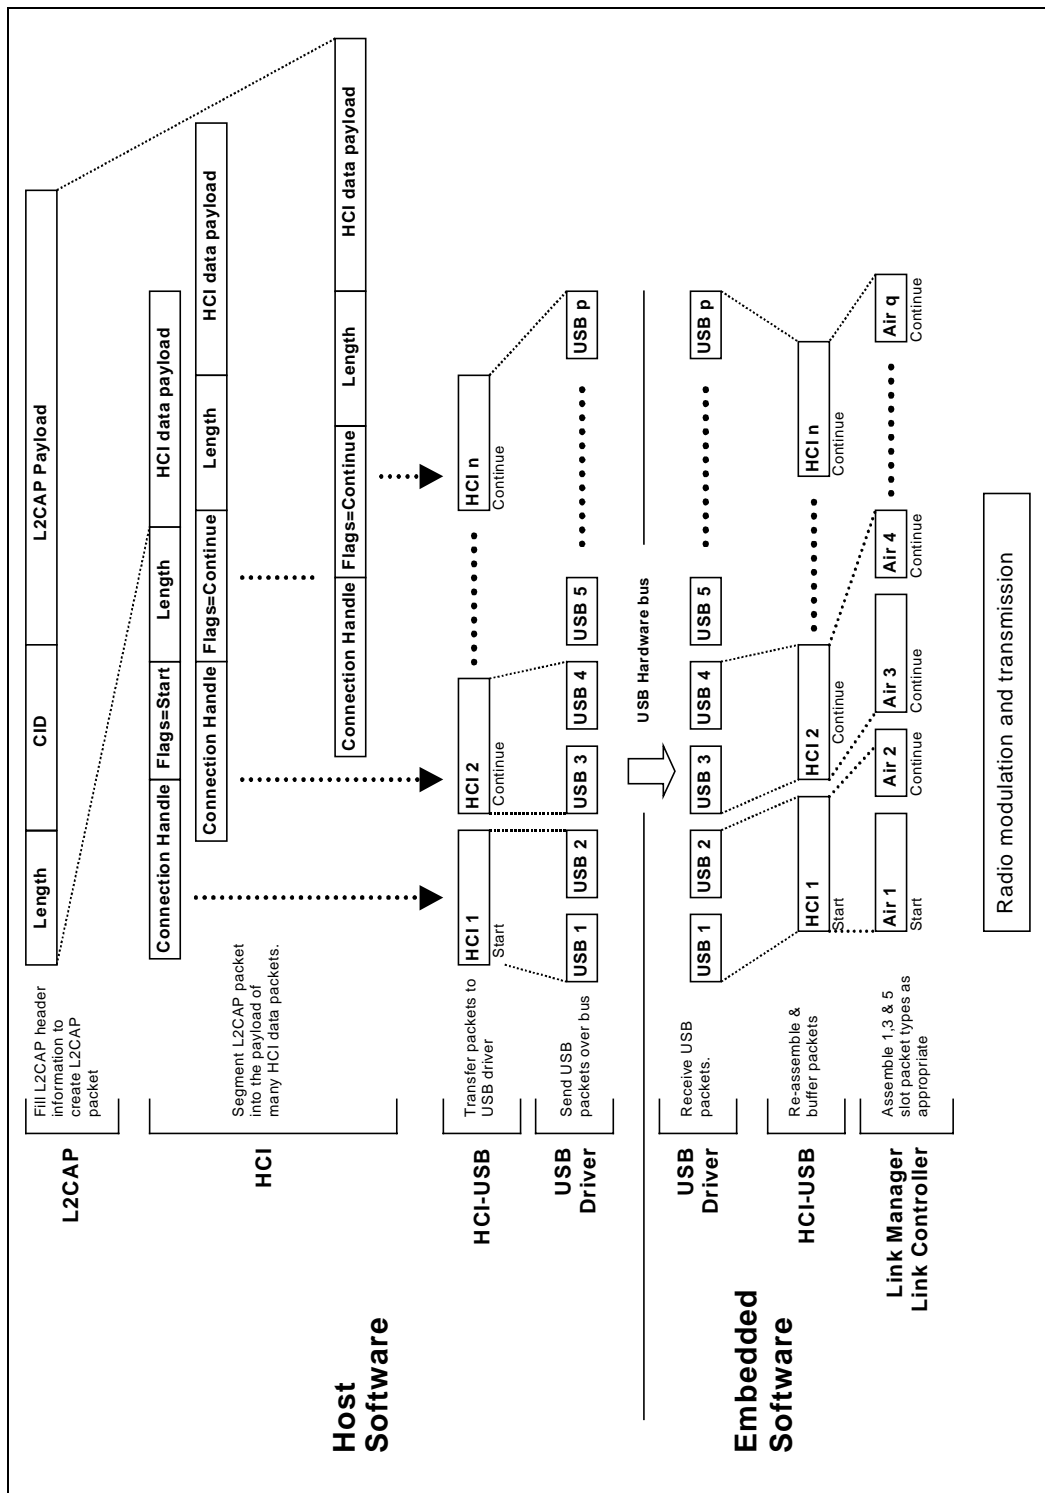 L2CAP
Fill L2CAP header
information to
create L2CAP
packet
Length
CID
L2CAP Payload
HCI
Segment L2CAP packet
into the payload of
many HCI data packets.
Connection Handle
Flags=Start
Length
HCI data payload
Connection Handle
Flags=Continue
Length
HCI data payload
Connection Handle
Flags=Continue
Length
HCI data payload
Host
Software
HCI-USB
Transfer packets to
USB driver
HCI 1
Start
HCI 2
Continue
HCI n
Continue
USB
Driver
Send USB
packets over bus
USB 1
USB 2
USB 3
USB 4
USB 5
USB p
USB Hardware bus
Embedded
Software
USB
Driver
Receive USB
packets.
USB 1
USB 2
USB 3
USB 4
USB 5
USB p
HCI-USB
Re-assemble &
buffer packets
HCI 1
Start
HCI 2
Continue
HCI n
Continue
Link Manager
Link Controller
Assemble 1,3 & 5
slot packet types as
appropriate
Air 1
Start
Air 2
Continue
Air 3
Continue
Air 4
Continue
Air q
Continue
Radio modulation and transmission